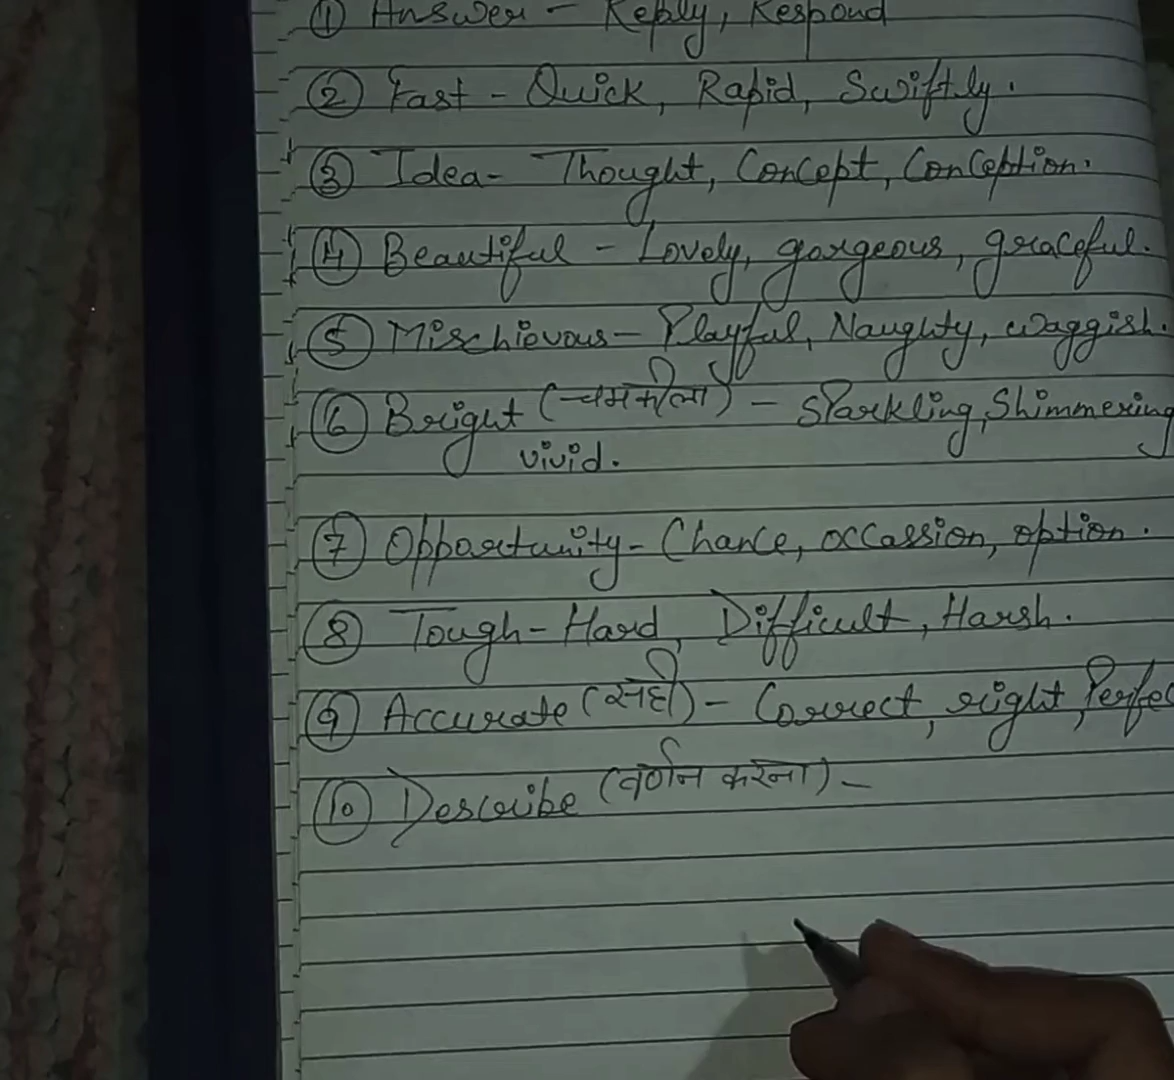 ① Answer - Reply, Respond
② Fast - Quick, Rapid, Swiftly.
③ Idea- Thought, Concept, Conception.
④ Beautiful - Lovely, gorgeous, graceful.
⑤ Mischievous - Playful, Naughty, waggish.
⑥ Bright (चमकीला) - Sparkling, Shimmering
vivid.
⑦ Opportunity - Chance, occassion, option.
⑧ Tough - Hard, Difficult, Harsh.
⑨ Accurate (सही) - Correct, right, Perfec
⑩ Describe (वर्णन करना) -